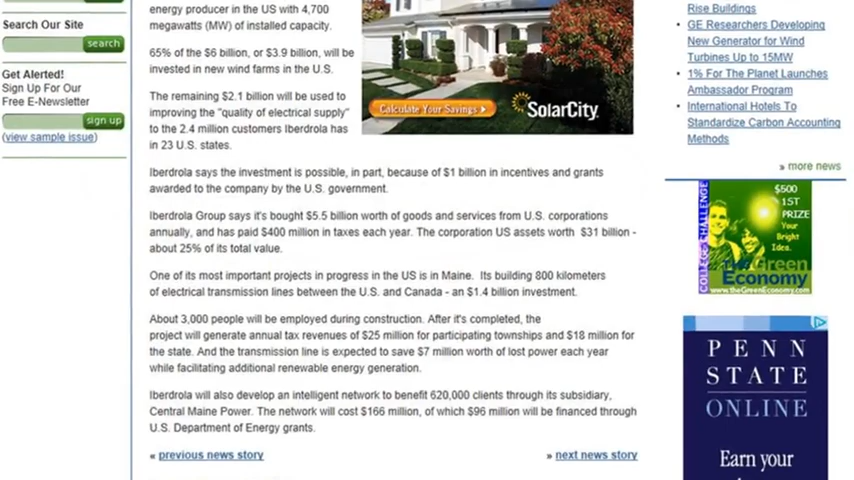 Search Our Site
search
Get Alerted!
Sign Up For Our
Free E-Newsletter
sign up
(view sample issue)
energy producer in the US with 4,700
megawatts (MW) of installed capacity.
65% of the $6 billion, or $3.9 billion, will be
invested in new wind farms in the U.S.
The remaining $2.1 billion will be used to
improving the "quality of electrical supply"
to the 2.4 million customers Iberdrola has
in 23 U.S. states.
Calculate Your Savings
SolarCity
Iberdrola says the investment is possible, in part, because of $1 billion in incentives and grants
awarded to the company by the U.S. government.
Iberdrola Group says it's bought $5.5 billion worth of goods and services from U.S. corporations
annually, and has paid $400 million in taxes each year. The corporation US assets worth $31 billion -
about 25% of its total value.
One of its most important projects in progress in the US is in Maine. Its building 800 kilometers
of electrical transmission lines between the U.S. and Canada - an $1.4 billion investment.
About 3,000 people will be employed during construction. After it's completed, the
project will generate annual tax revenues of $25 million for participating townships and $18 million for
the state. And the transmission line is expected to save $7 million worth of lost power each year
while facilitating additional renewable energy generation.
Iberdrola will also develop an intelligent network to benefit 620,000 clients through its subsidiary,
Central Maine Power. The network will cost $166 million, of which $96 million will be financed through
U.S. Department of Energy grants.
« previous news story
» next news story
Rise Buildings
• GE Researchers Developing
New Generator for Wind
Turbines Up to 15MW
• 1% For The Planet Launches
Ambassador Program
• International Hotels To
Standardize Carbon Accounting
Methods
» more news
COLLEGE CHALLENGE
$500
1ST
PRIZE
Your
Bright
Idea.
THE Green
Economy
www.theGreenEconomy.com
PENN
STATE
ONLINE
Earn your